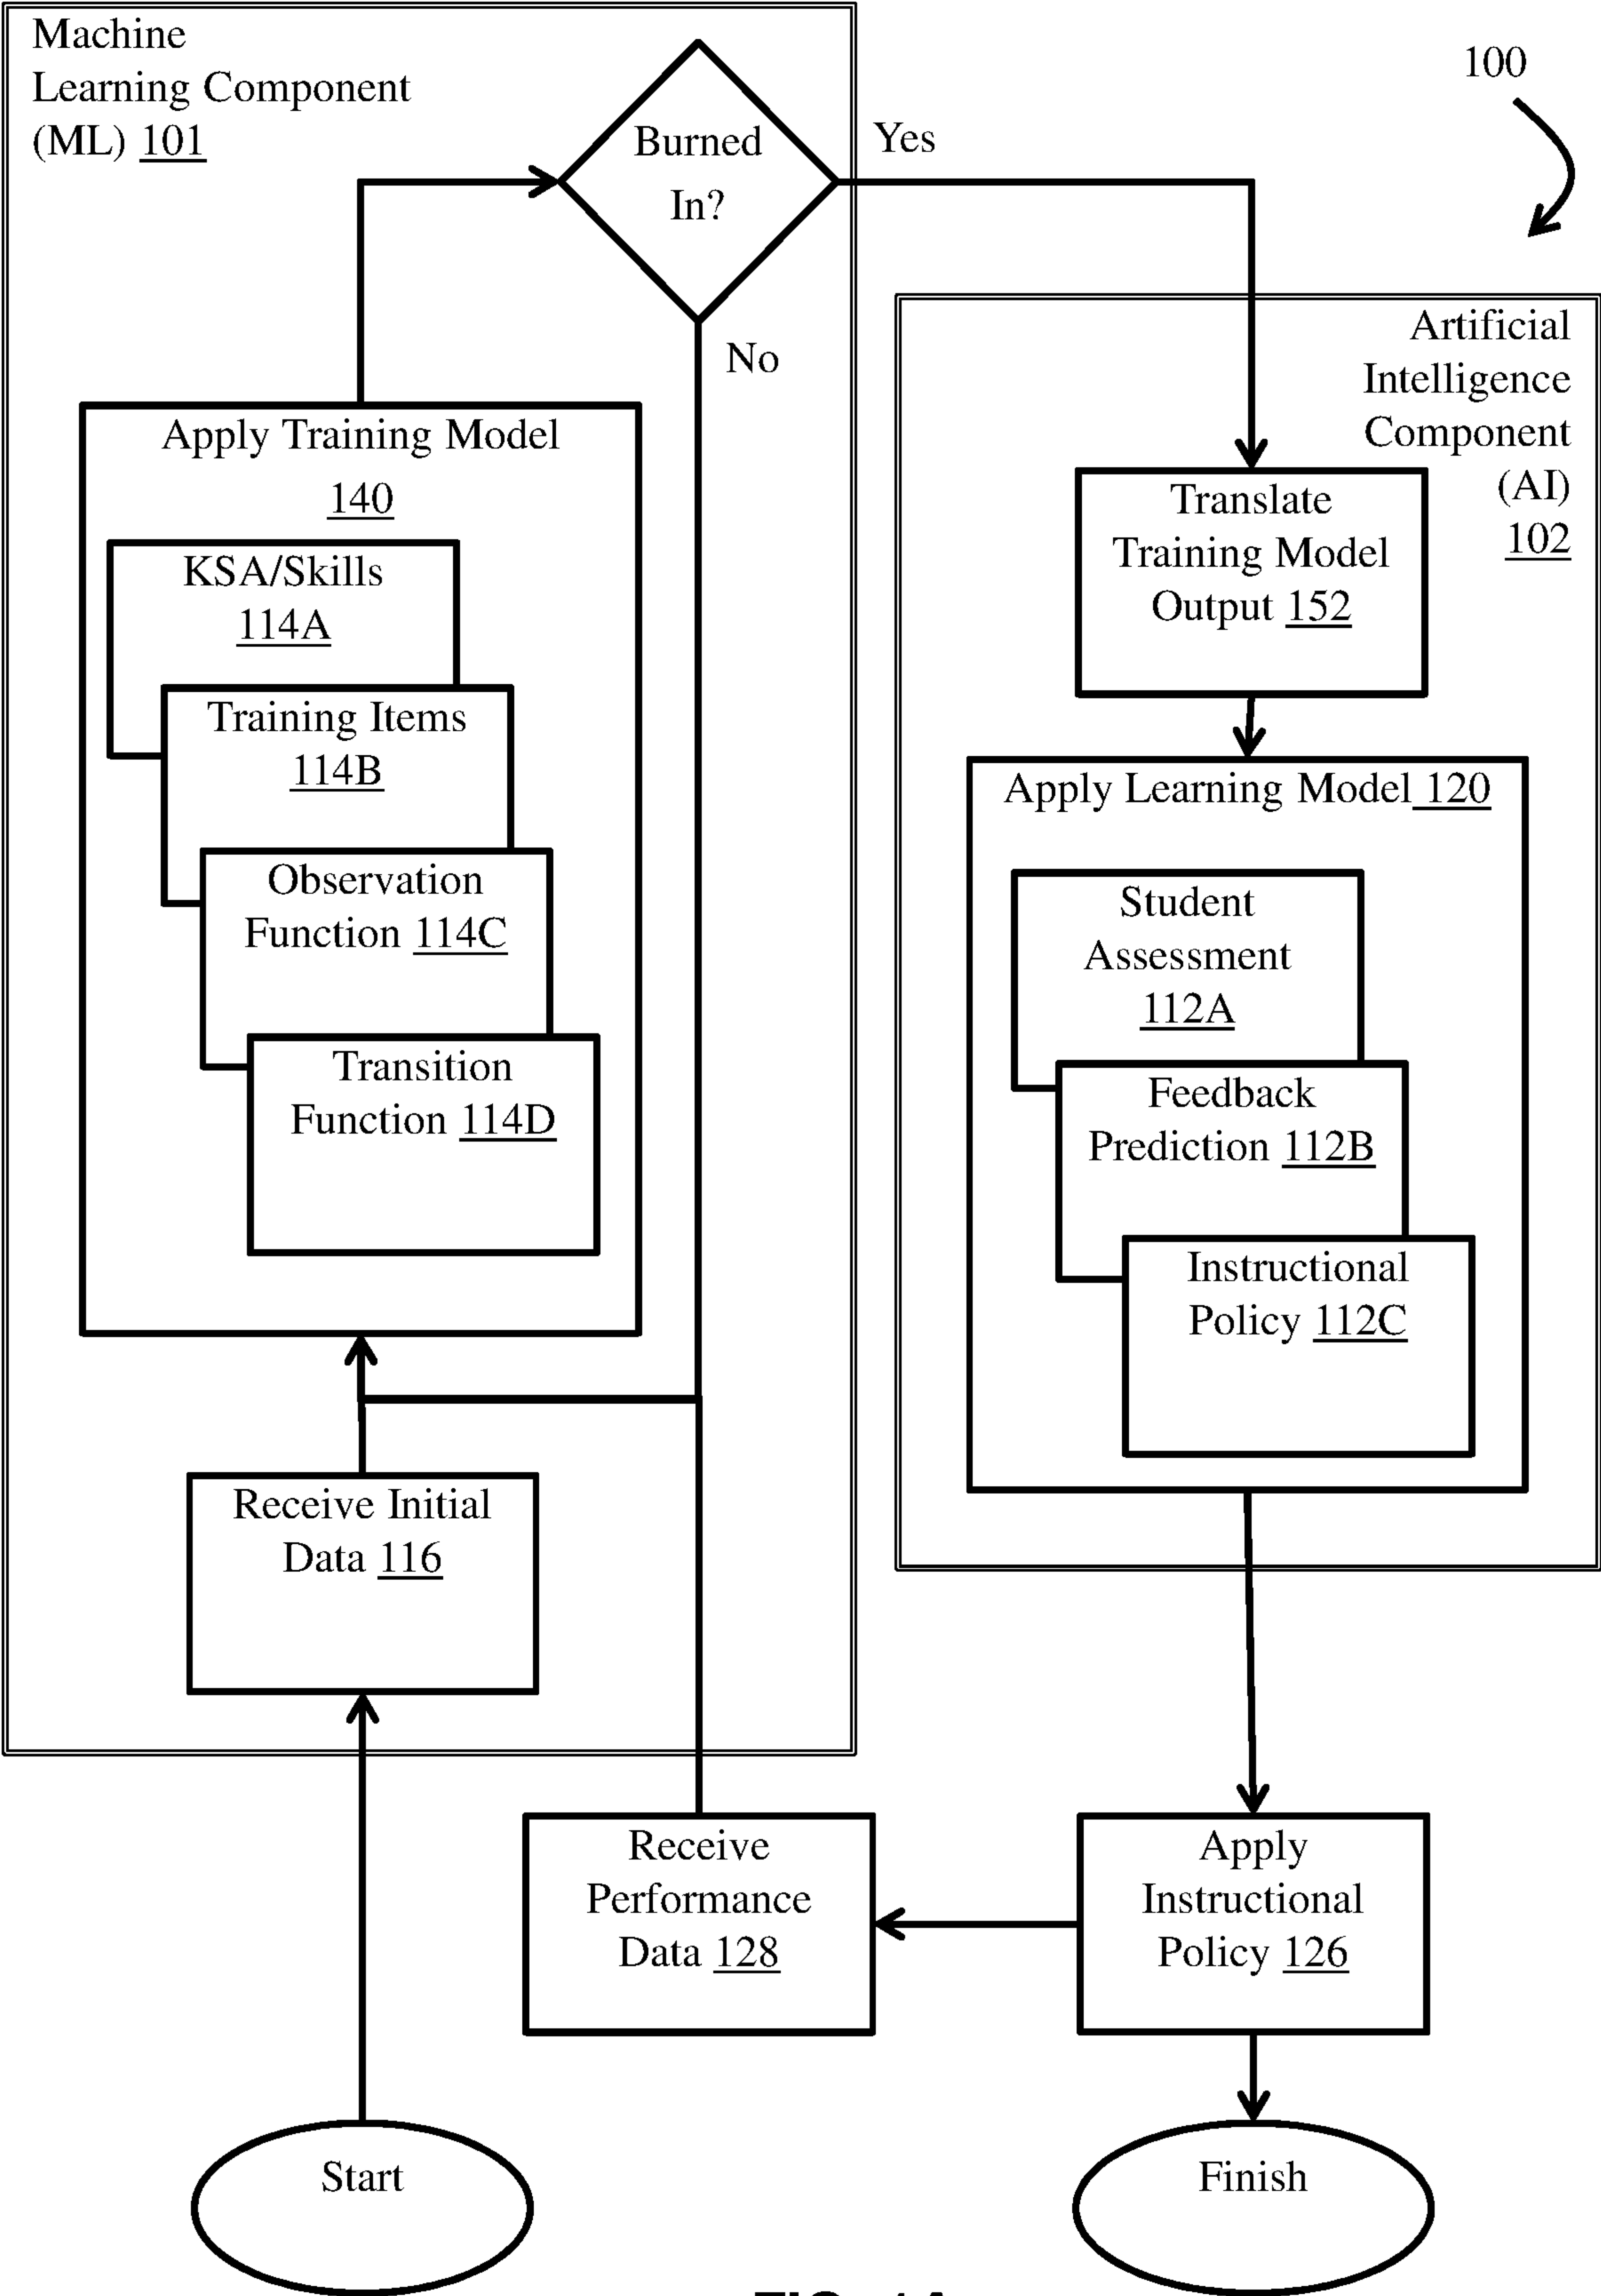 Machine
Learning Component
(ML) 101
Burned
In?
Yes
No
100
Apply Training Model
140
KSA/Skills
114A
Training Items
114B
Observation
Function 114C
Transition
Function 114D
Receive Initial
Data 116
Artificial
Intelligence
Component
(AI)
102
Translate
Training Model
Output 152
Apply Learning Model 120
Student
Assessment
112A
Feedback
Prediction 112B
Instructional
Policy 112C
Receive
Performance
Data 128
Apply
Instructional
Policy 126
Start
Finish